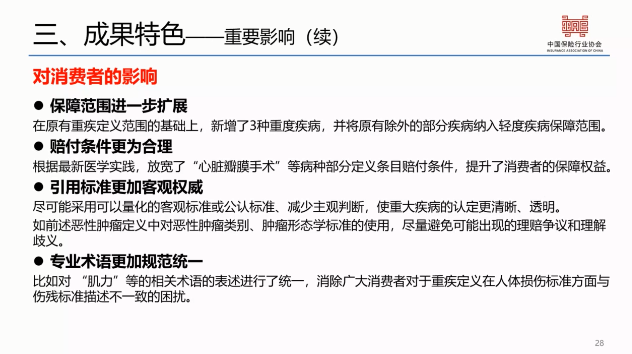 三、成果特色——重要影响（续）
中国保险行业协会
INSURANCE ASSOCIATION OF CHINA
对消费者的影响
● 保障范围进一步扩展
在原有重疾定义范围的基础上，新增了3种重度疾病，并将原有除外的部分疾病纳入轻度疾病保障范围。
● 赔付条件更为合理
根据最新医学实践，放宽了“心脏瓣膜手术”等病种部分定义条目赔付条件，提升了消费者的保障权益。
● 引用标准更加客观权威
尽可能采用可以量化的客观标准或公认标准、减少主观判断，使重大疾病的认定更清晰、透明。
如前述恶性肿瘤定义中对恶性肿瘤类别、肿瘤形态学标准的使用，尽量避免可能出现的理赔争议和理解
歧义。
● 专业术语更加规范统一
比如对 “肌力”等的相关术语的表述进行了统一，消除广大消费者对于重疾定义在人体损伤标准方面与
伤残标准描述不一致的困扰。
28